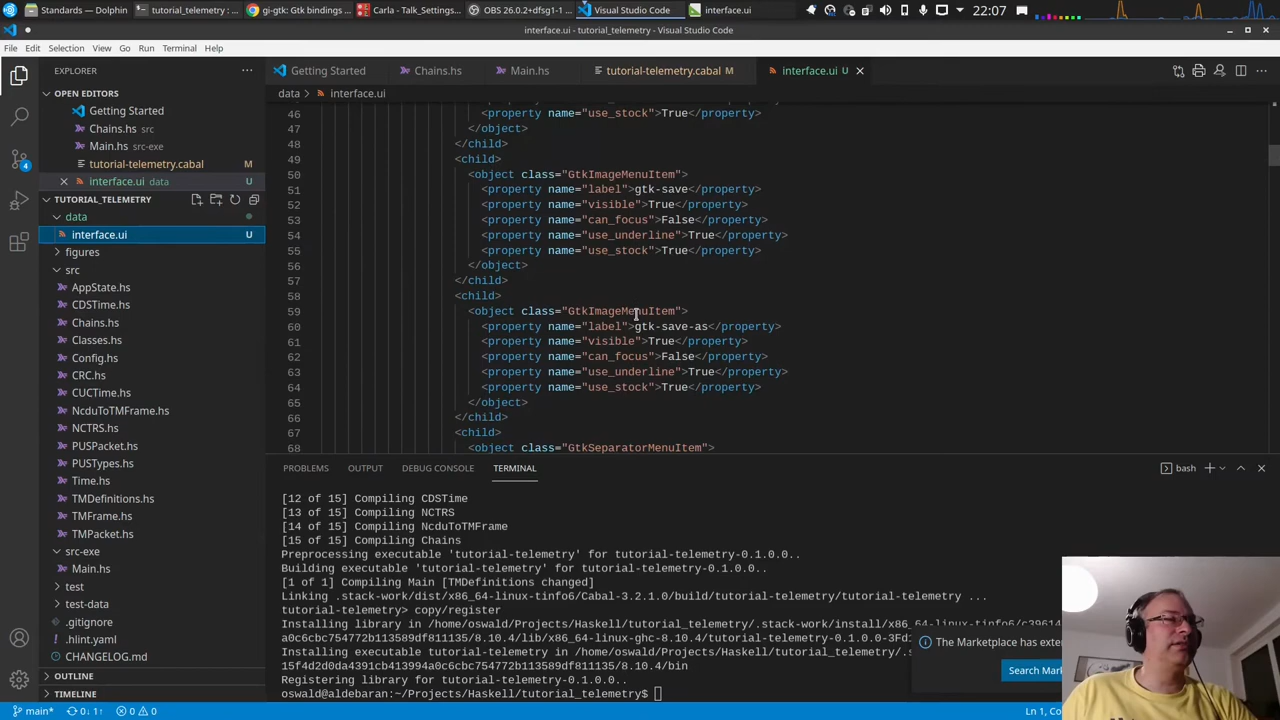 Standards — Dolphin
tutorial_telemetry : ...
gi-gtk: Gtk bindings ...
Carla - Talk_Settings...
OBS 26.0.2+dfsg1-1 ...
Visual Studio Code
interface.ui
22:07
interface.ui - tutorial_telemetry - Visual Studio Code
File Edit Selection View Go Run Terminal Help
EXPLORER
Getting Started
Chains.hs
Main.hs
tutorial-telemetry.cabal M
interface.ui U
OPEN EDITORS
Getting Started
Chains.hs src
Main.hs src-exe
tutorial-telemetry.cabal M
interface.ui data
U
TUTORIAL_TELEMETRY
data
interface.ui U
figures
src
AppState.hs
CDSTime.hs
Chains.hs
Classes.hs
Config.hs
CRC.hs
CUCTime.hs
NcduToTMFrame.hs
NCTRS.hs
PUSPacket.hs
PUSTypes.hs
Time.hs
TMDefinitions.hs
TMFrame.hs
TMPacket.hs
src-exe
Main.hs
test
test-data
.gitignore
.hlint.yaml
CHANGELOG.md
OUTLINE
TIMELINE
4
data > interface.ui
46 <property name="use_stock">True</property>
47 </object>
48 </child>
49 <child>
50 <object class="GtkImageMenuItem">
51 <property name="label">gtk-save</property>
52 <property name="visible">True</property>
53 <property name="can_focus">False</property>
54 <property name="use_underline">True</property>
55 <property name="use_stock">True</property>
56 </object>
57 </child>
58 <child>
59 <object class="GtkImageMenuItem">
60 <property name="label">gtk-save-as</property>
61 <property name="visible">True</property>
62 <property name="can_focus">False</property>
63 <property name="use_underline">True</property>
64 <property name="use_stock">True</property>
65 </object>
66 </child>
67 <child>
68 <object class="GtkSeparatorMenuItem">
PROBLEMS OUTPUT DEBUG CONSOLE TERMINAL
bash
[12 of 15] Compiling CDSTime
[13 of 15] Compiling NCTRS
[14 of 15] Compiling NcduToTMFrame
[15 of 15] Compiling Chains
Preprocessing executable 'tutorial-telemetry' for tutorial-telemetry-0.1.0.0..
Building executable 'tutorial-telemetry' for tutorial-telemetry-0.1.0.0..
[1 of 1] Compiling Main [TMDefinitions changed]
Linking .stack-work/dist/x86_64-linux-tinfo6/Cabal-3.2.1.0/build/tutorial-telemetry/tutorial-telemetry ...
tutorial-telemetry> copy/register
Installing library in /home/oswald/Projects/Haskell/tutorial_telemetry/.stack-work/install/x86_64-linux-tinfo6/c39614
a0c6cbc754772b113589df811135/8.10.4/lib/x86_64-linux-ghc-8.10.4/tutorial-telemetry-0.1.0.0-3Fd
Installing executable tutorial-telemetry in /home/oswald/Projects/Haskell/tutorial_telemetry/.s
15f4d2d0da4391cb413994a0c6cbc754772b113589df811135/8.10.4/bin
Registering library for tutorial-telemetry-0.1.0.0..
oswald@aldebaran:~/Projects/Haskell/tutorial_telemetry$
The Marketplace has exten
Search Mark
main* 0↓ 1↑ 0 0
Ln 1, Co